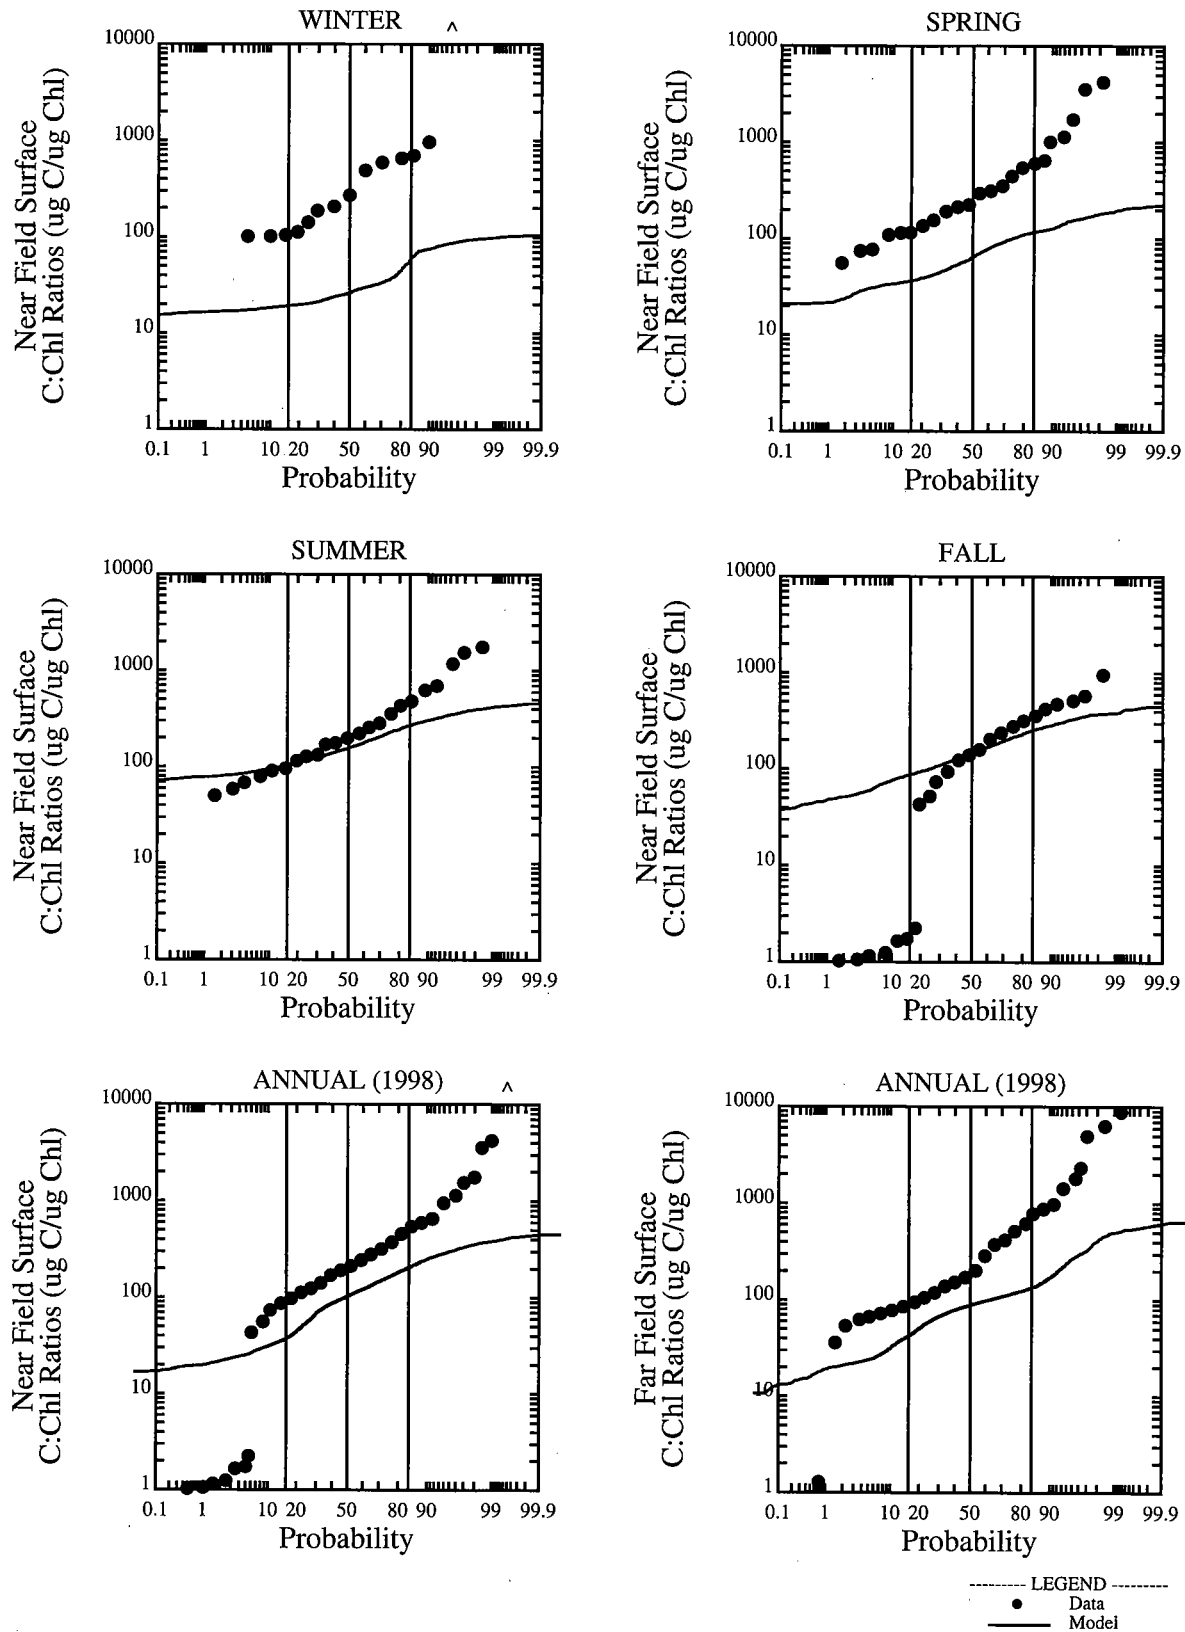 WINTER
^
Near Field Surface
C:Chl Ratios (ug C/ug Chl)
10000
1000
100
10
1
0.1 1 10 20 50 80 90 99 99.9
Probability
SPRING
Near Field Surface
C:Chl Ratios (ug C/ug Chl)
10000
1000
100
10
1
0.1 1 10 20 50 80 90 99 99.9
Probability
SUMMER
Near Field Surface
C:Chl Ratios (ug C/ug Chl)
10000
1000
100
10
1
0.1 1 10 20 50 80 90 99 99.9
Probability
FALL
Near Field Surface
C:Chl Ratios (ug C/ug Chl)
10000
1000
100
10
1
0.1 1 10 20 50 80 90 99 99.9
Probability
ANNUAL (1998)
^
Near Field Surface
C:Chl Ratios (ug C/ug Chl)
10000
1000
100
10
1
0.1 1 10 20 50 80 90 99 99.9
Probability
ANNUAL (1998)
Far Field Surface
C:Chl Ratios (ug C/ug Chl)
10000
1000
100
10
1
0.1 1 10 20 50 80 90 99 99.9
Probability
---------- LEGEND ----------
Data
Model